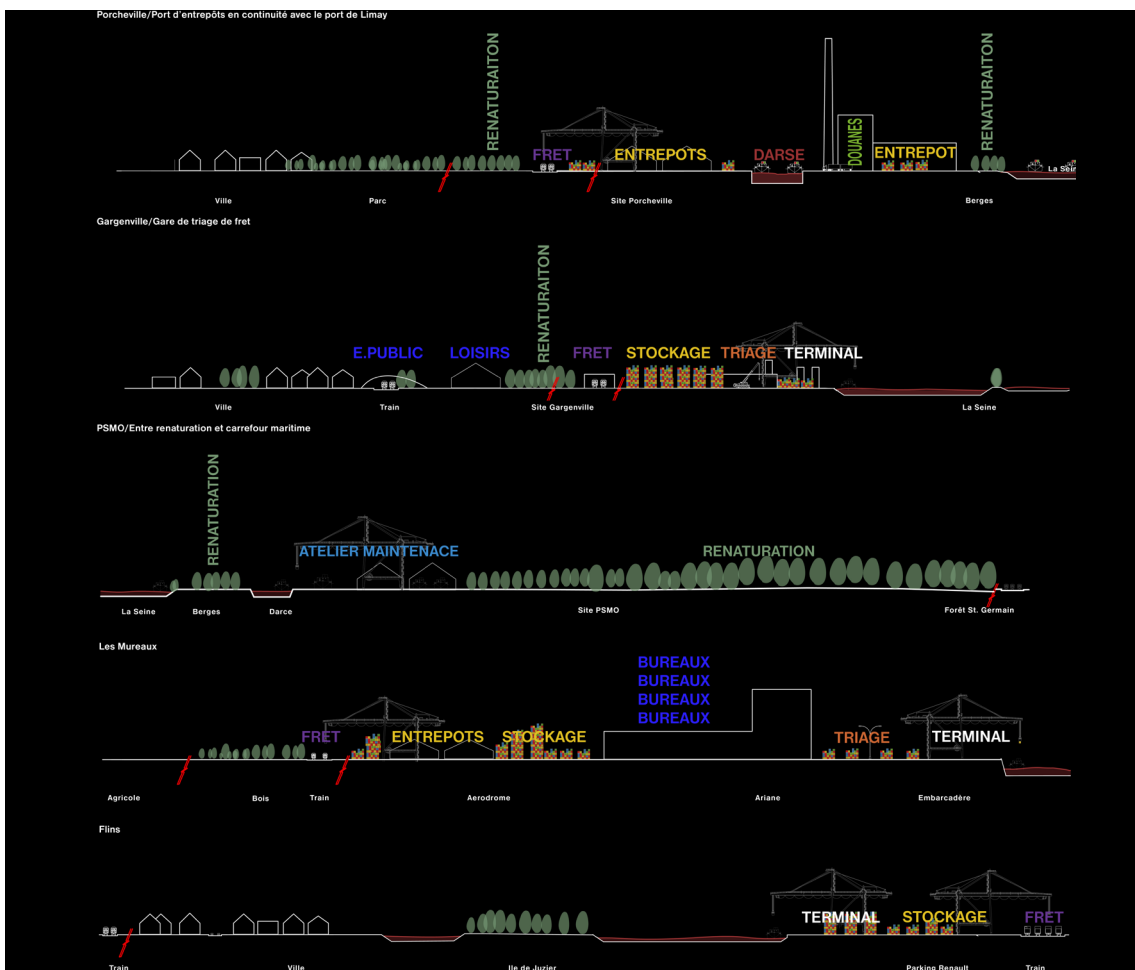 Porcheville/Port d'entrepôts en continuité avec le port de Limay
RENATURAITON
RENATURAITON
FRET
ENTREPOTS
DARSE
DOUANES
ENTREPOT
La Sein
Ville
Parc
Site Porcheville
Berges
Gargenville/Gare de triage de fret
RENATURAITON
E.PUBLIC
LOISIRS
FRET
STOCKAGE
TRIAGE
TERMINAL
Ville
Train
Site Gargenville
La Seine
PSMO/Entre renaturation et carrefour maritime
RENATURATION
ATELIER MAINTENACE
RENATURATION
La Seine
Berges
Darce
Site PSMO
Forêt St. Germain
Les Mureaux
BUREAUX
BUREAUX
BUREAUX
BUREAUX
FRET
ENTREPOTS
STOCKAGE
TRIAGE
TERMINAL
Agricole
Bois
Train
Aerodrome
Ariane
Embarcadère
Flins
TERMINAL
STOCKAGE
FRET
Train
Ville
Ile de Juzier
Parking Renault
Train